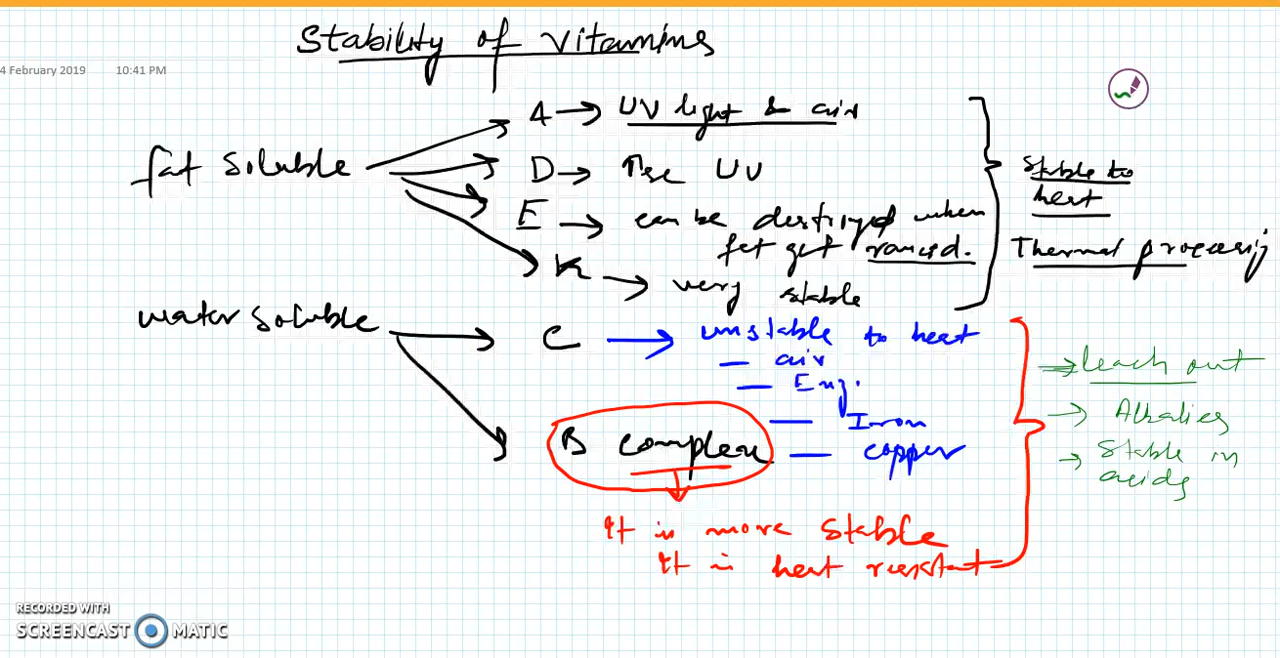 Stability of Vitamins
4 February 2019 10:41 PM
fat soluble
A → UV light & air
D → UV
E → can be destroyed when
fat get rancid.
K → very stable
stable to
heat
Thermal processing
water soluble
C → unstable to heat
— air
— Enz.
— Iron
— copper
B complex
It is more stable
It is heat resistant
→ leach out
→ Alkalies
→ Stable in
acids
RECORDED WITH
SCREENCAST MATIC